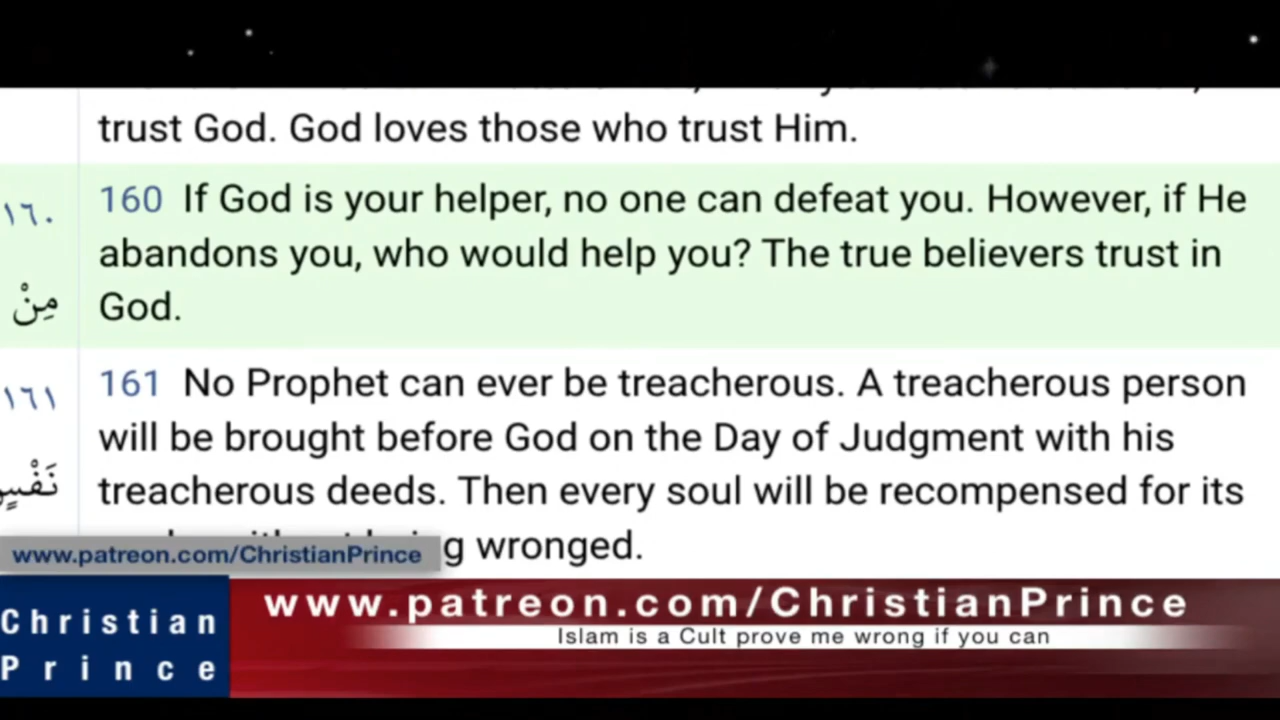 trust God. God loves those who trust Him.
١٦٠
160 If God is your helper, no one can defeat you. However, if He
abandons you, who would help you? The true believers trust in
مِنْ
God.
١٦١
161 No Prophet can ever be treacherous. A treacherous person
will be brought before God on the Day of Judgment with his
treacherous deeds. Then every soul will be recompensed for its
wronged.
www.patreon.com/ChristianPrince
Christian
Prince
www.patreon.com/ChristianPrince
Islam is a Cult prove me wrong if you can